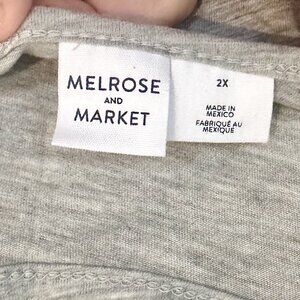 MELROSE
AND
MARKET
2X
MADE IN
MEXICO
FABRIQUÉ AU
MEXIQUE